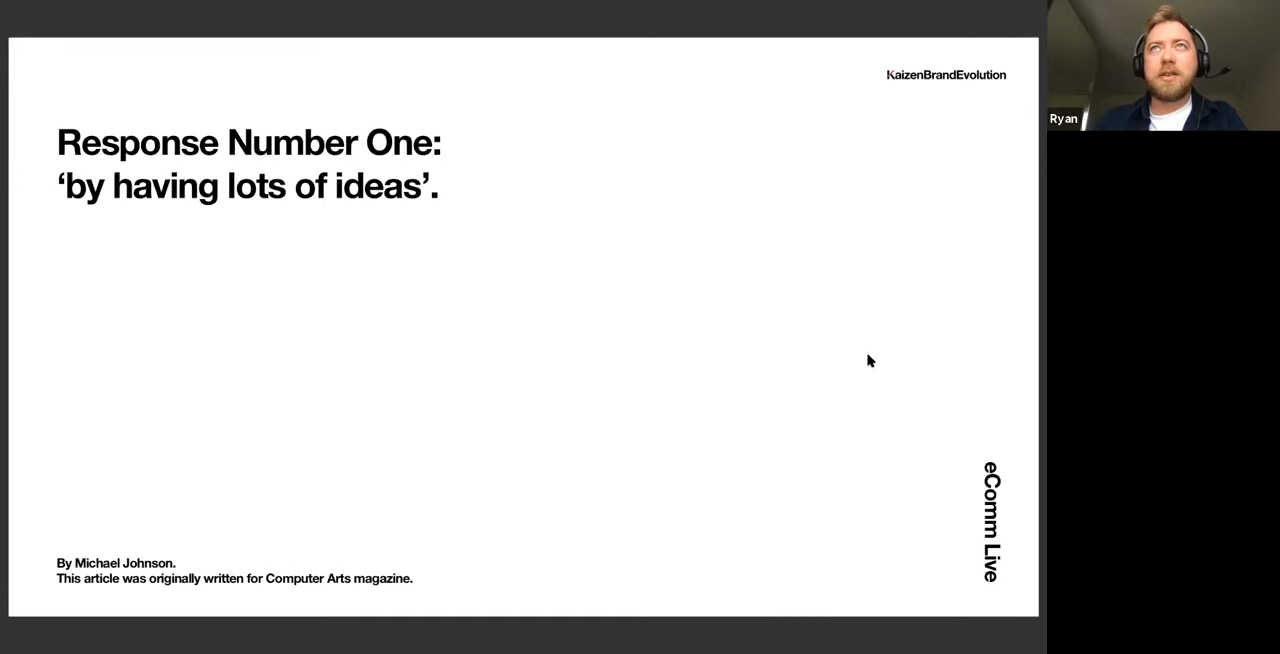 KaizenBrandEvolution
Response Number One:
‘by having lots of ideas’.
eComm Live
By Michael Johnson.
This article was originally written for Computer Arts magazine.
Ryan